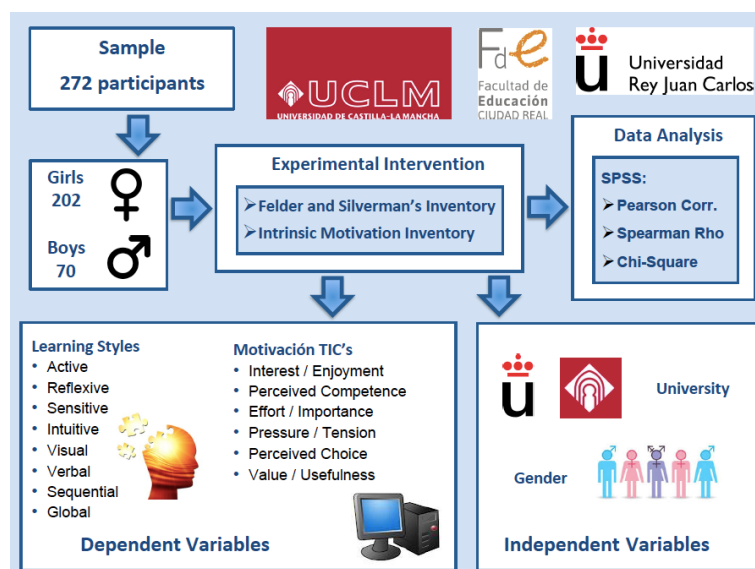 Sample
272 participants
UCLM
UNIVERSIDAD DE CASTILLA-LA MANCHA
Fde
Facultad de
Educación
CIUDAD REAL
u
Universidad
Rey Juan Carlos
Girls
202
Boys
70
Experimental Intervention
➢ Felder and Silverman's Inventory
➢ Intrinsic Motivation Inventory
Data Analysis
SPSS:
➢ Pearson Corr.
➢ Spearman Rho
➢ Chi-Square
Learning Styles
• Active
• Reflexive
• Sensitive
• Intuitive
• Visual
• Verbal
• Sequential
• Global
Motivación TIC's
• Interest / Enjoyment
• Perceived Competence
• Effort / Importance
• Pressure / Tension
• Perceived Choice
• Value / Usefulness
Dependent Variables
u
University
Gender
Independent Variables